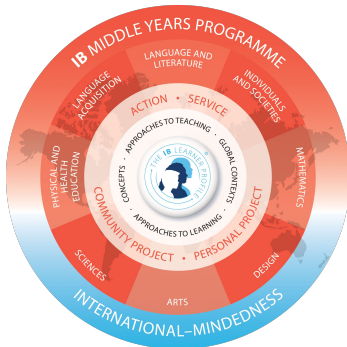 IB MIDDLE YEARS PROGRAMME
LANGUAGE AND
LITERATURE
INDIVIDUALS
AND SOCIETIES
MATHEMATICS
DESIGN
ARTS
SCIENCES
PHYSICAL AND
HEALTH
EDUCATION
LANGUAGE
ACQUISITION
ACTION • SERVICE
PERSONAL PROJECT
COMMUNITY PROJECT
APPROACHES TO TEACHING
GLOBAL CONTEXTS
APPROACHES TO LEARNING
CONCEPTS
THE IB LEARNER PROFILE
INTERNATIONAL–MINDEDNESS